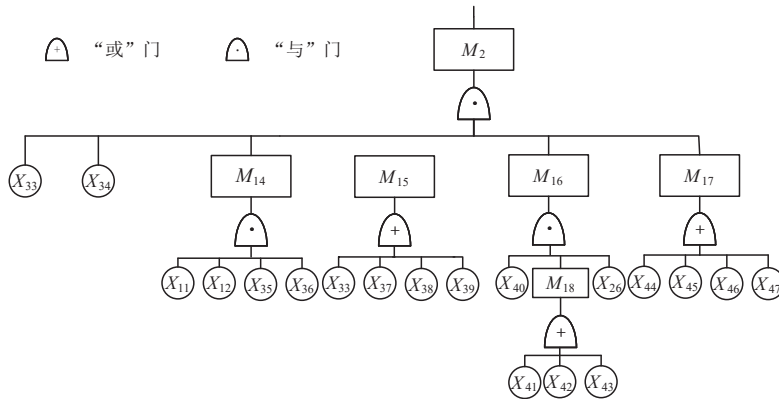 “或”门 “与”门 M2
X33 X34 M14 M15 M16 M17
X11 X12 X35 X36 X33 X37 X38 X39 X40 M18 X26 X44 X45 X46 X47
X41 X42 X43